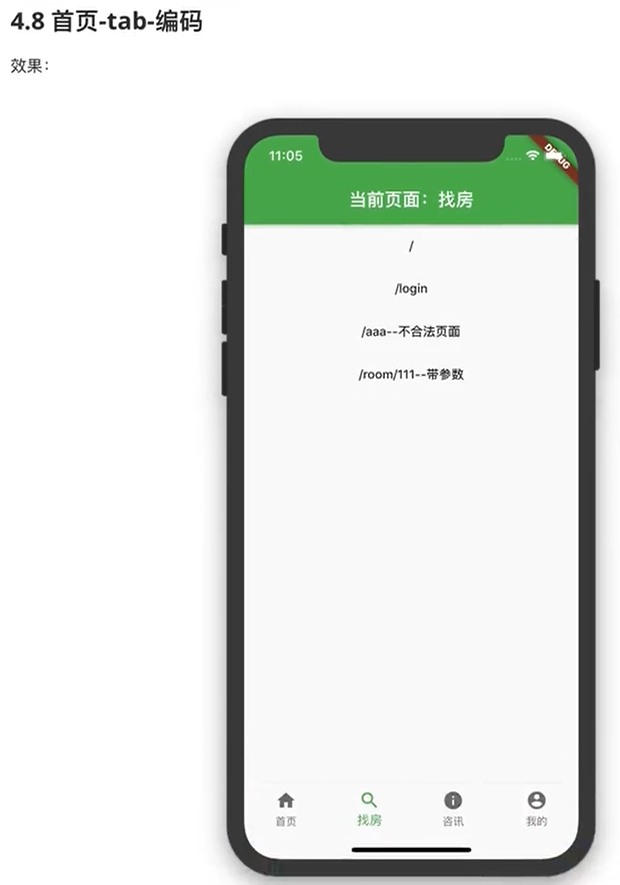 4.8 首页-tab-编码
效果：
11:05
DEBUG
当前页面：找房
/
/login
/aaa--不合法页面
/room/111--带参数
首页 找房 咨讯 我的